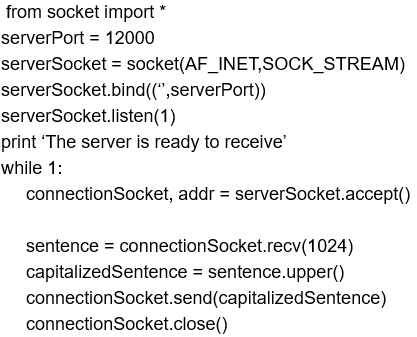 from socket import *
serverPort = 12000
serverSocket = socket(AF_INET,SOCK_STREAM)
serverSocket.bind((‘’,serverPort))
serverSocket.listen(1)
print ‘The server is ready to receive’
while 1:
connectionSocket, addr = serverSocket.accept()
sentence = connectionSocket.recv(1024)
capitalizedSentence = sentence.upper()
connectionSocket.send(capitalizedSentence)
connectionSocket.close()